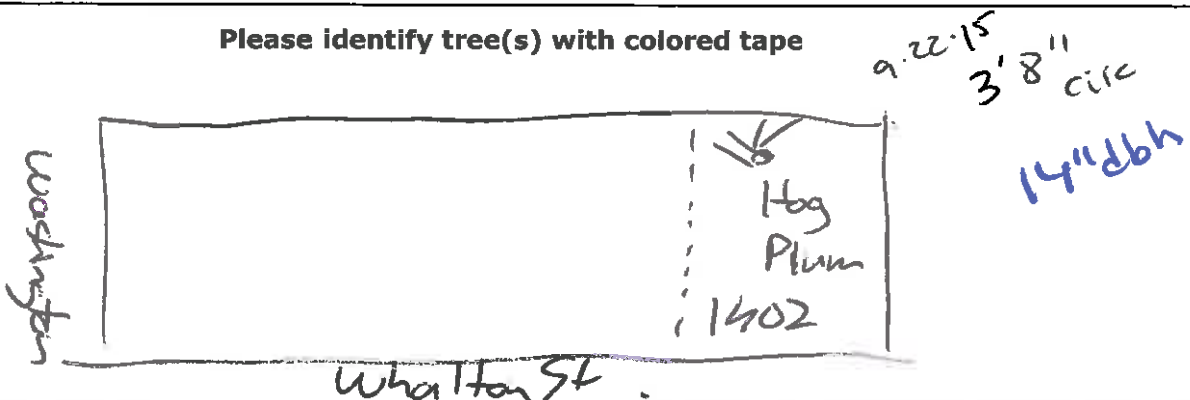 Please identify tree(s) with colored tape
9.22.15
3'8" circ
14" dbh
Washington
Hog
Plum
1402
Whalton St.